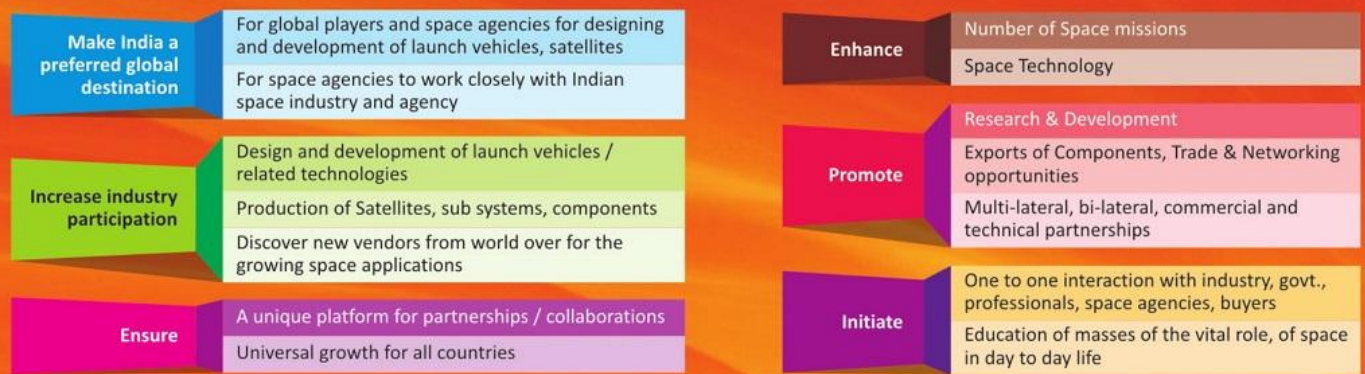 Make India a
preferred global
destination
For global players and space agencies for designing
and development of launch vehicles, satellites
For space agencies to work closely with Indian
space industry and agency
Increase industry
participation
Design and development of launch vehicles /
related technologies
Production of Satellites, sub systems, components
Discover new vendors from world over for the
growing space applications
Ensure
A unique platform for partnerships / collaborations
Universal growth for all countries
Enhance
Number of Space missions
Space Technology
Promote
Research & Development
Exports of Components, Trade & Networking
opportunities
Multi-lateral, bi-lateral, commercial and
technical partnerships
Initiate
One to one interaction with industry, govt.,
professionals, space agencies, buyers
Education of masses of the vital role, of space
in day to day life